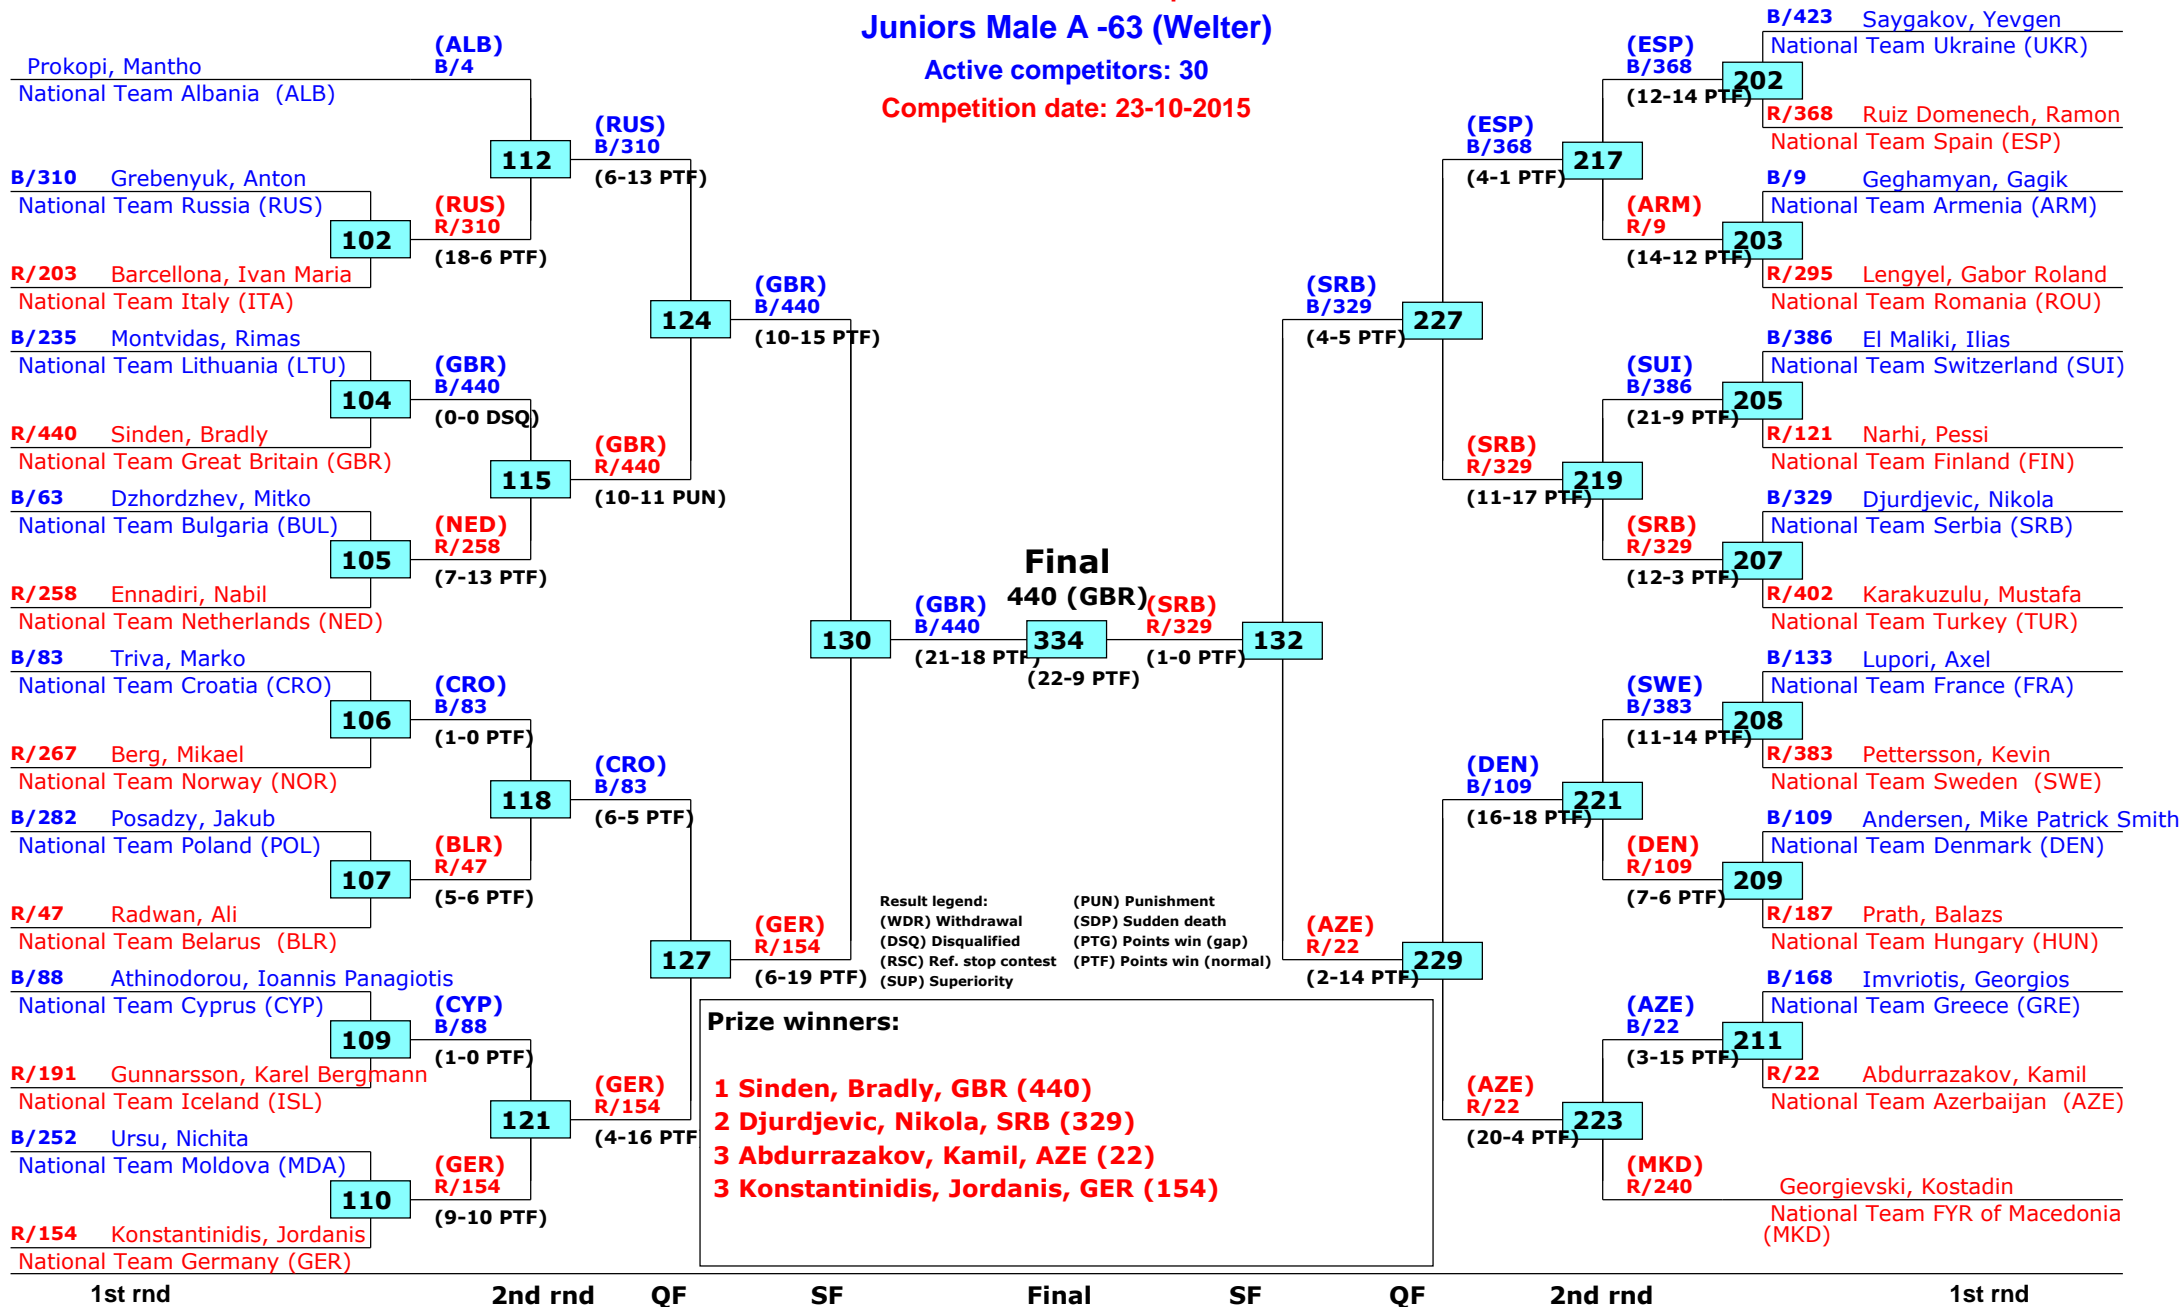 Juniors Male A -63 (Welter)
Active competitors: 30
Competition date: 23-10-2015
Prokopi, Mantho
National Team Albania (ALB)
B/310 Grebenyuk, Anton
National Team Russia (RUS)
R/203 Barcellona, Ivan Maria
National Team Italy (ITA)
B/235 Montvidas, Rimas
National Team Lithuania (LTU)
R/440 Sinden, Bradly
National Team Great Britain (GBR)
B/63 Dzhordzhev, Mitko
National Team Bulgaria (BUL)
R/258 Ennadiri, Nabil
National Team Netherlands (NED)
B/83 Triva, Marko
National Team Croatia (CRO)
R/267 Berg, Mikael
National Team Norway (NOR)
B/282 Posadzy, Jakub
National Team Poland (POL)
R/47 Radwan, Ali
National Team Belarus (BLR)
B/88 Athinodorou, Ioannis Panagiotis
National Team Cyprus (CYP)
R/191 Gunnarsson, Karel Bergmann
National Team Iceland (ISL)
B/252 Ursu, Nichita
National Team Moldova (MDA)
R/154 Konstantinidis, Jordanis
National Team Germany (GER)
102
104
105
106
107
109
110
(ALB)
B/4
(RUS)
R/310
(18-6 PTF)
(GBR)
B/440
(0-0 DSQ)
(NED)
R/258
(7-13 PTF)
(CRO)
B/83
(1-0 PTF)
(BLR)
R/47
(5-6 PTF)
(CYP)
B/88
(1-0 PTF)
(GER)
R/154
(9-10 PTF)
112
115
118
121
(RUS)
B/310
(6-13 PTF)
(GBR)
R/440
(10-11 PUN)
(CRO)
B/83
(6-5 PTF)
(GER)
R/154
(4-16 PTF
124
127
(GBR)
B/440
(10-15 PTF)
(GER)
R/154
(6-19 PTF)
130
(GBR)
B/440
(21-18 PTF)
Final
440 (GBR)
334
(22-9 PTF)
(SRB)
R/329
(1-0 PTF)
132
(SRB)
B/329
(4-5 PTF)
(AZE)
R/22
(2-14 PTF)
227
229
(ESP)
B/368
(4-1 PTF)
(SRB)
R/329
(11-17 PTF)
(DEN)
B/109
(16-18 PTF)
(AZE)
R/22
(20-4 PTF)
217
219
221
223
(ESP)
B/368
(12-14 PTF)
(ARM)
R/9
(14-12 PTF)
(SUI)
B/386
(21-9 PTF)
(SRB)
R/329
(12-3 PTF)
(SWE)
B/383
(11-14 PTF)
(DEN)
R/109
(7-6 PTF)
(AZE)
B/22
(3-15 PTF)
(MKD)
R/240
202
203
205
207
208
209
211
B/423 Saygakov, Yevgen
National Team Ukraine (UKR)
R/368 Ruiz Domenech, Ramon
National Team Spain (ESP)
B/9 Geghamyan, Gagik
National Team Armenia (ARM)
R/295 Lengyel, Gabor Roland
National Team Romania (ROU)
B/386 El Maliki, Ilias
National Team Switzerland (SUI)
R/121 Narhi, Pessi
National Team Finland (FIN)
B/329 Djurdjevic, Nikola
National Team Serbia (SRB)
R/402 Karakuzulu, Mustafa
National Team Turkey (TUR)
B/133 Lupori, Axel
National Team France (FRA)
R/383 Pettersson, Kevin
National Team Sweden (SWE)
B/109 Andersen, Mike Patrick Smith
National Team Denmark (DEN)
R/187 Prath, Balazs
National Team Hungary (HUN)
B/168 Imvriotis, Georgios
National Team Greece (GRE)
R/22 Abdurrazakov, Kamil
National Team Azerbaijan (AZE)
Georgievski, Kostadin
National Team FYR of Macedonia
(MKD)
Result legend: (PUN) Punishment
(WDR) Withdrawal (SDP) Sudden death
(DSQ) Disqualified (PTG) Points win (gap)
(RSC) Ref. stop contest (PTF) Points win (normal)
(SUP) Superiority
Prize winners:
1 Sinden, Bradly, GBR (440)
2 Djurdjevic, Nikola, SRB (329)
3 Abdurrazakov, Kamil, AZE (22)
3 Konstantinidis, Jordanis, GER (154)
1st rnd 2nd rnd QF SF Final SF QF 2nd rnd 1st rnd